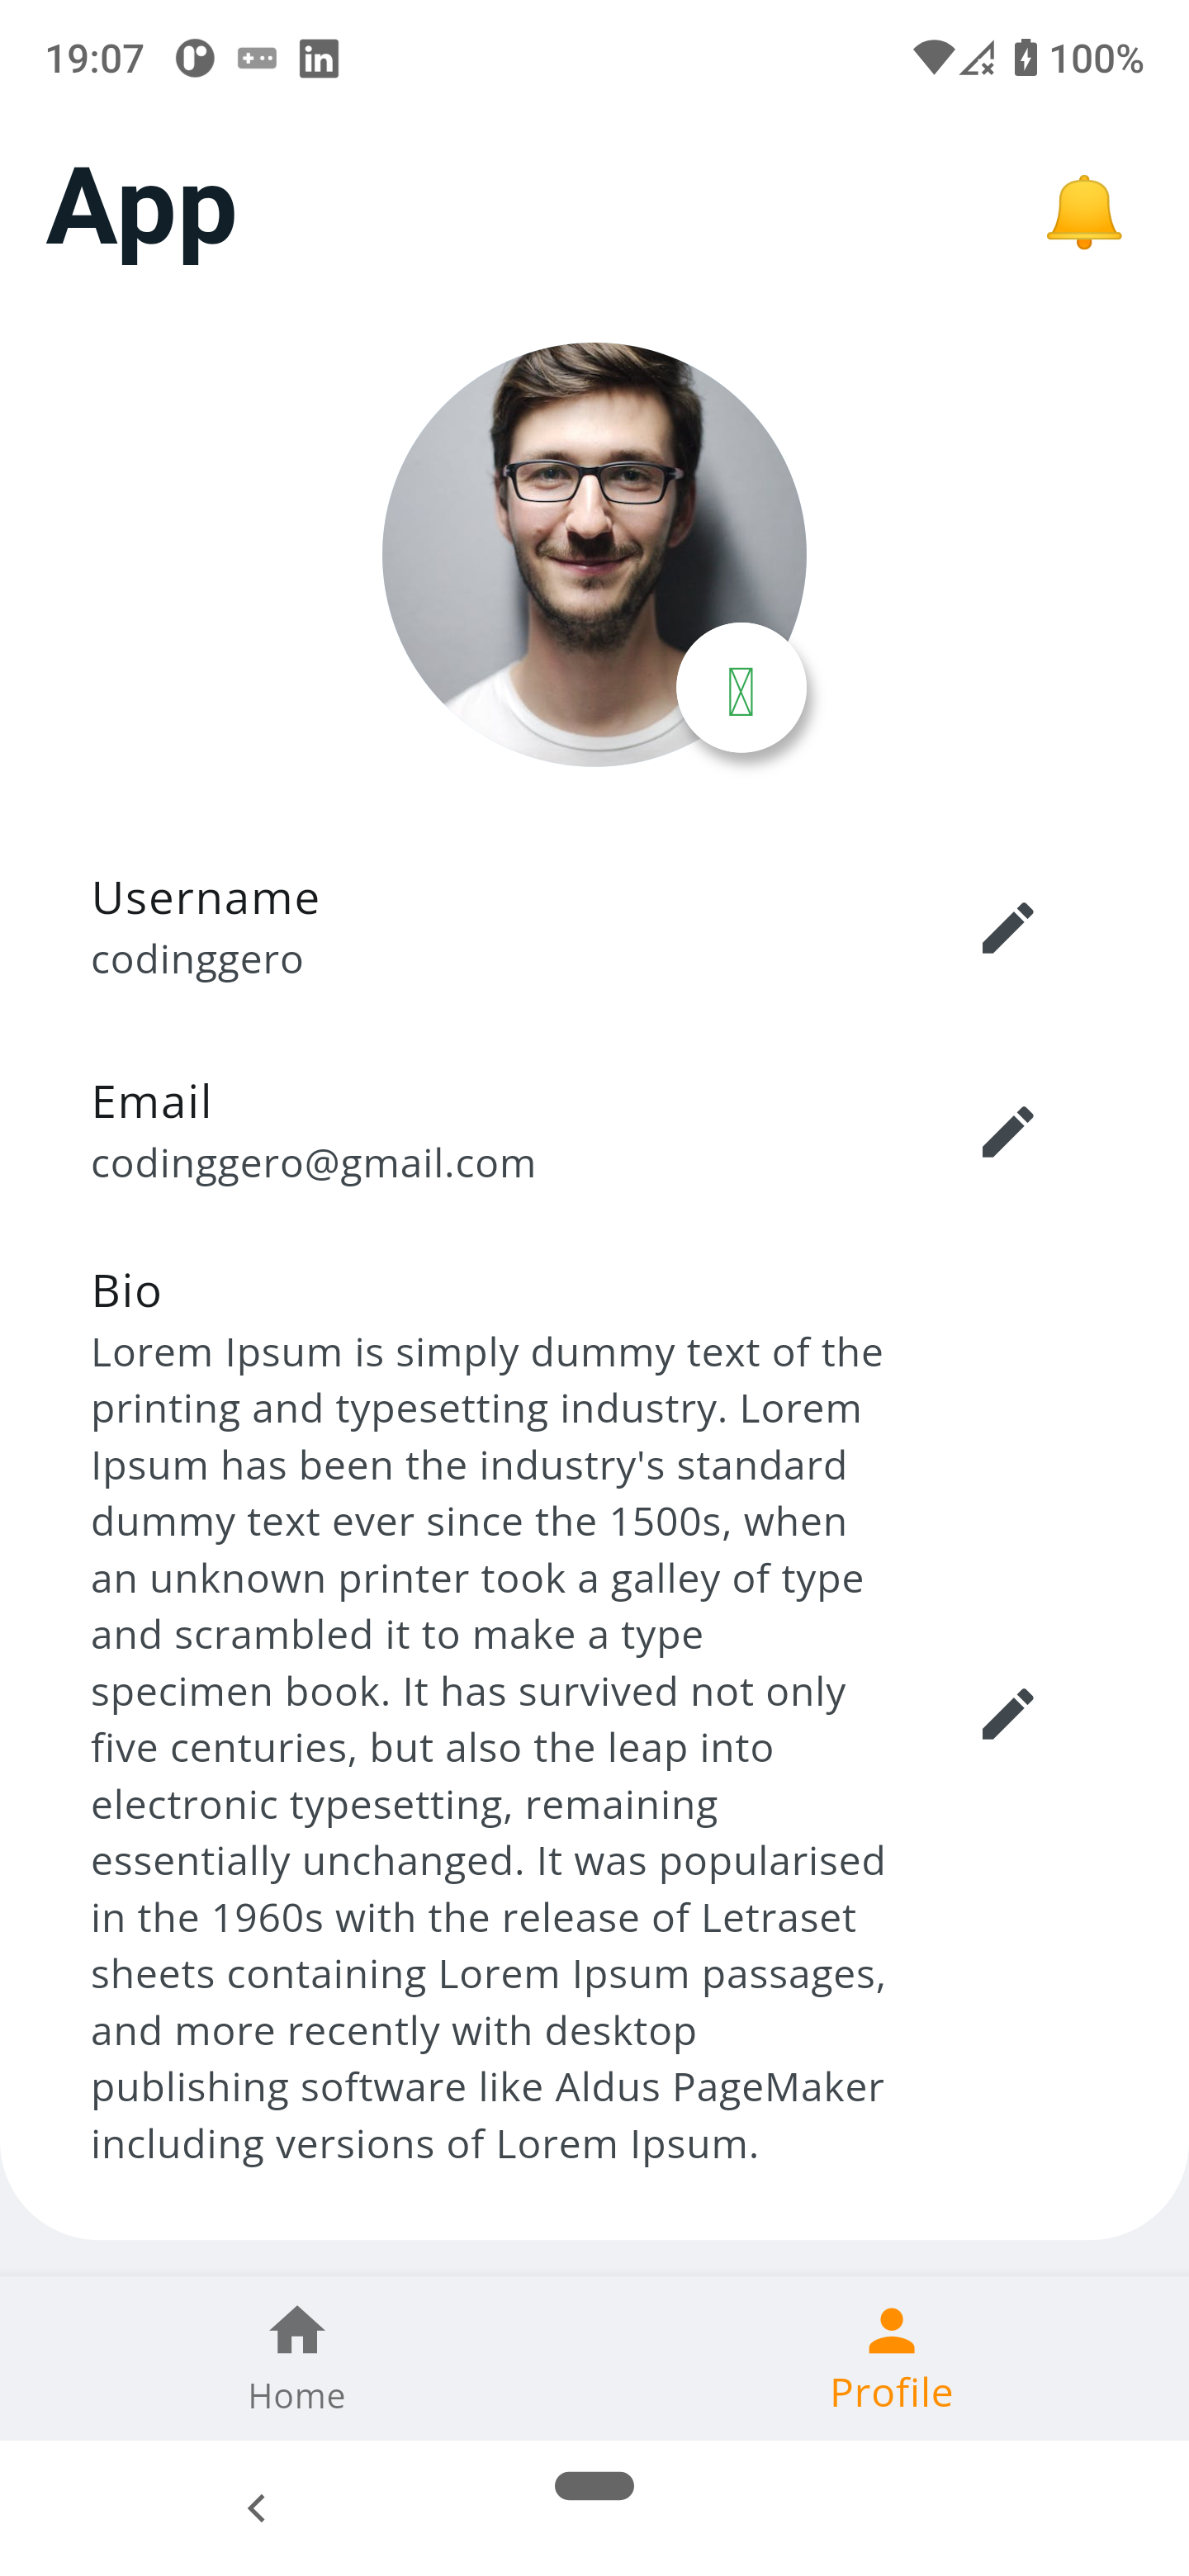 19:07
100%
App
Username
codinggero
Email
codinggero@gmail.com
Bio
Lorem Ipsum is simply dummy text of the
printing and typesetting industry. Lorem
Ipsum has been the industry's standard
dummy text ever since the 1500s, when
an unknown printer took a galley of type
and scrambled it to make a type
specimen book. It has survived not only
five centuries, but also the leap into
electronic typesetting, remaining
essentially unchanged. It was popularised
in the 1960s with the release of Letraset
sheets containing Lorem Ipsum passages,
and more recently with desktop
publishing software like Aldus PageMaker
including versions of Lorem Ipsum.
Home
Profile